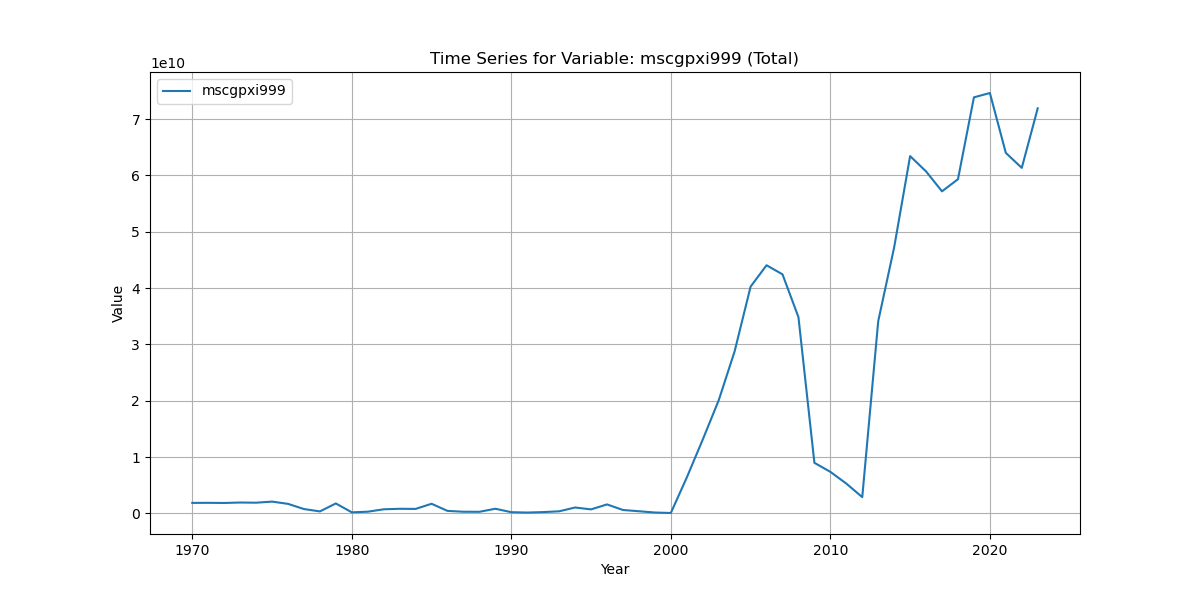 Time Series for Variable: mscgpxi999 (Total)
1e10
mscgpxi999
7
6
5
4
3
2
1
0
Value
1970 1980 1990 2000 2010 2020
Year